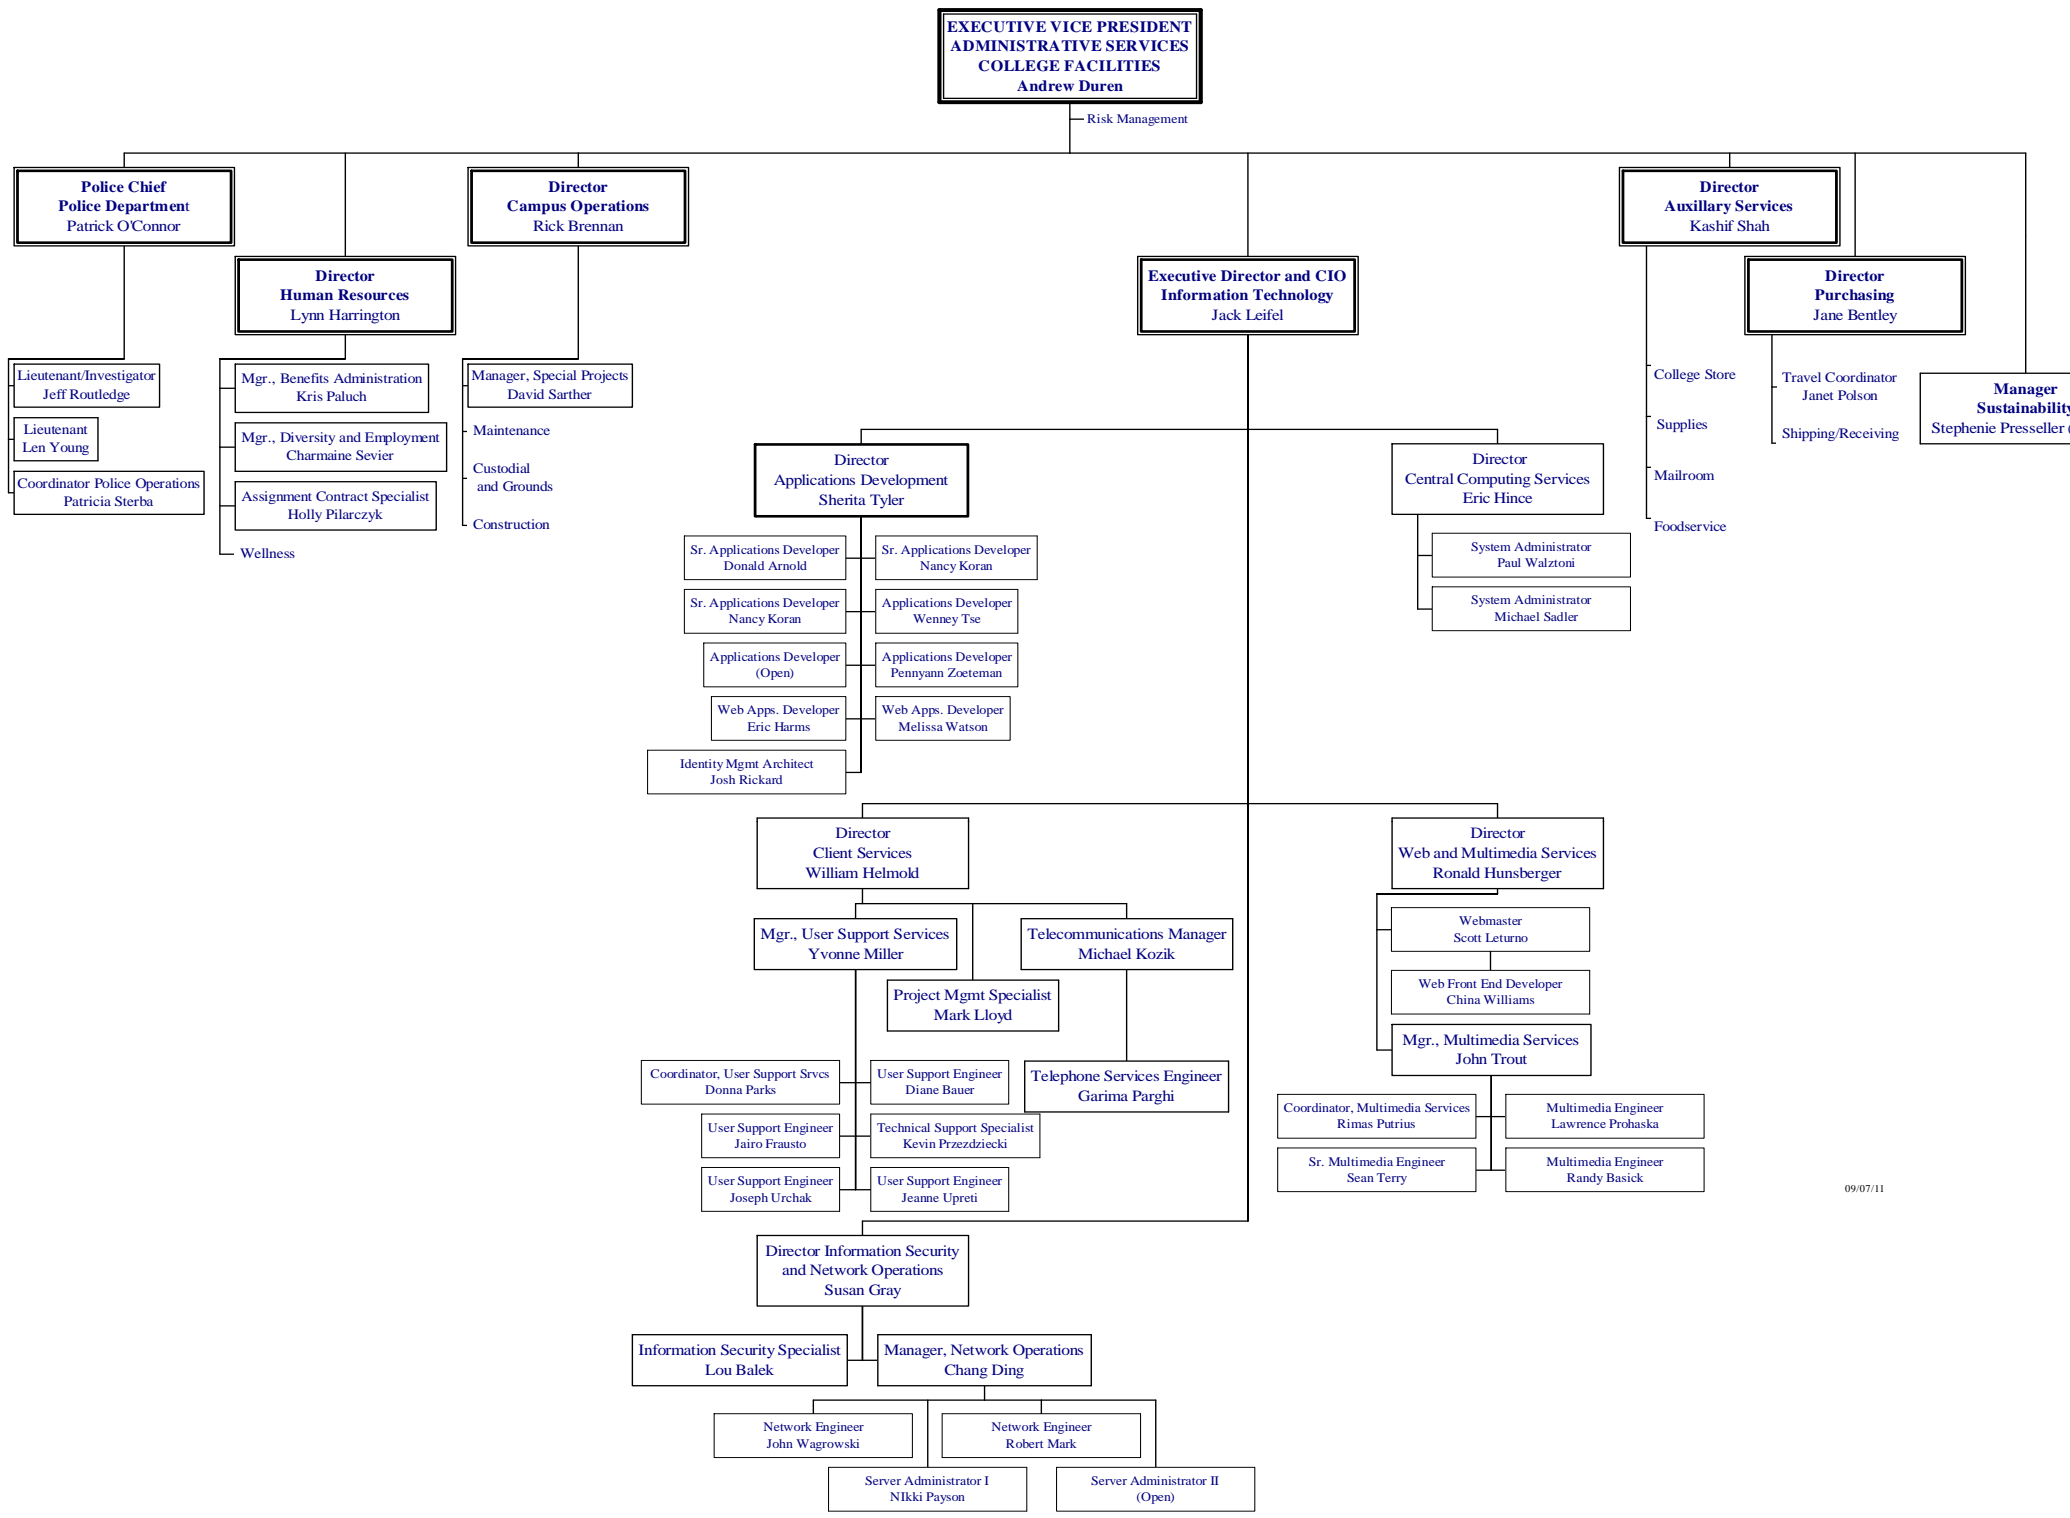 EXECUTIVE VICE PRESIDENT
ADMINISTRATIVE SERVICES
COLLEGE FACILITIES
Andrew Duren
Risk Management
Police Chief
Police Department
Patrick O'Connor
Director
Human Resources
Lynn Harrington
Director
Campus Operations
Rick Brennan
Executive Director and CIO
Information Technology
Jack Leifel
Director
Auxillary Services
Kashif Shah
Director
Purchasing
Jane Bentley
Manager
Sustainability
Stephenie Presseller (
Lieutenant/Investigator
Jeff Routledge
Lieutenant
Len Young
Coordinator Police Operations
Patricia Sterba
Mgr., Benefits Administration
Kris Paluch
Mgr., Diversity and Employment
Charmaine Sevier
Assignment Contract Specialist
Holly Pilarczyk
Wellness
Manager, Special Projects
David Sarther
Maintenance
Custodial
and Grounds
Construction
College Store
Supplies
Mailroom
Foodservice
Travel Coordinator
Janet Polson
Shipping/Receiving
Director
Applications Development
Sherita Tyler
Sr. Applications Developer
Donald Arnold
Sr. Applications Developer
Nancy Koran
Sr. Applications Developer
Nancy Koran
Applications Developer
Wenney Tse
Applications Developer
(Open)
Applications Developer
Pennyann Zoeteman
Web Apps. Developer
Eric Harms
Web Apps. Developer
Melissa Watson
Identity Mgmt Architect
Josh Rickard
Director
Central Computing Services
Eric Hince
System Administrator
Paul Walztoni
System Administrator
Michael Sadler
Director
Client Services
William Helmold
Mgr., User Support Services
Yvonne Miller
Telecommunications Manager
Michael Kozik
Project Mgmt Specialist
Mark Lloyd
Coordinator, User Support Srvcs
Donna Parks
User Support Engineer
Diane Bauer
Telephone Services Engineer
Garima Parghi
User Support Engineer
Jairo Frausto
Technical Support Specialist
Kevin Przezdziecki
User Support Engineer
Joseph Urchak
User Support Engineer
Jeanne Upreti
Director
Web and Multimedia Services
Ronald Hunsberger
Webmaster
Scott Leturno
Web Front End Developer
China Williams
Mgr., Multimedia Services
John Trout
Coordinator, Multimedia Services
Rimas Putrius
Multimedia Engineer
Lawrence Prohaska
Sr. Multimedia Engineer
Sean Terry
Multimedia Engineer
Randy Basick
09/07/11
Director Information Security
and Network Operations
Susan Gray
Information Security Specialist
Lou Balek
Manager, Network Operations
Chang Ding
Network Engineer
John Wagrowski
Network Engineer
Robert Mark
Server Administrator I
NIkki Payson
Server Administrator II
(Open)